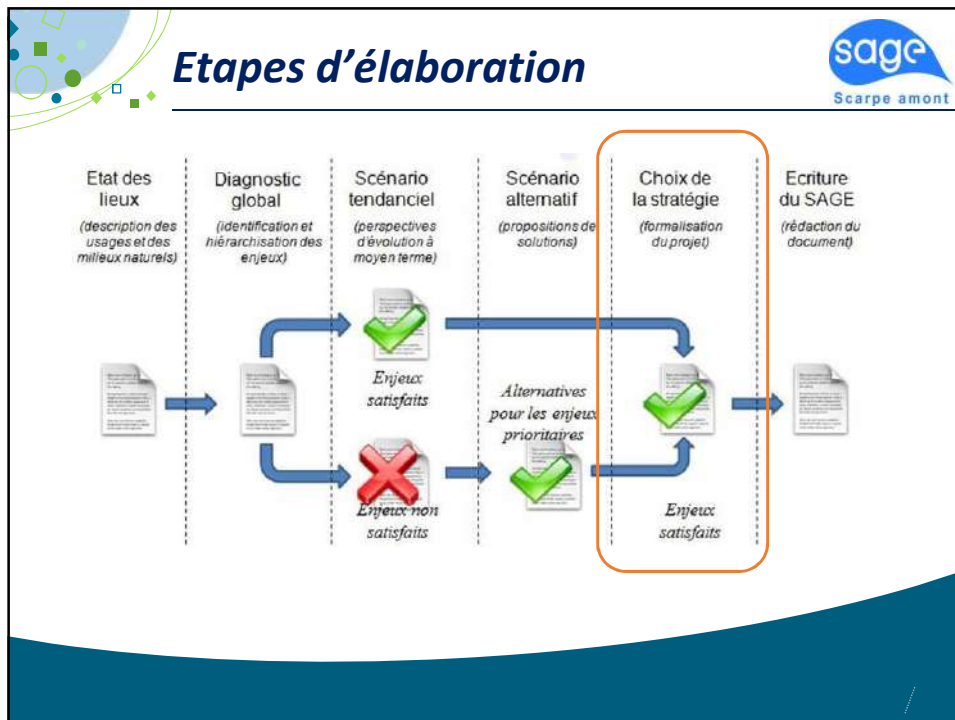 Etapes d'élaboration
sage
Scarpe amont
Etat des
lieux
(description des
usages et des
milieux naturels)
Diagnostic
global
(identification et
hiérarchisation des
enjeux)
Scénario
tendanciel
(perspectives
d'évolution à
moyen terme)
Scénario
alternatif
(propositions de
solutions)
Choix de
la stratégie
(formalisation
du projet)
Ecriture
du SAGE
(rédaction du
document)
Enjeux
satisfaits
Alternatives
pour les enjeux
prioritaires
Enjeux non
satisfaits
Enjeux
satisfaits